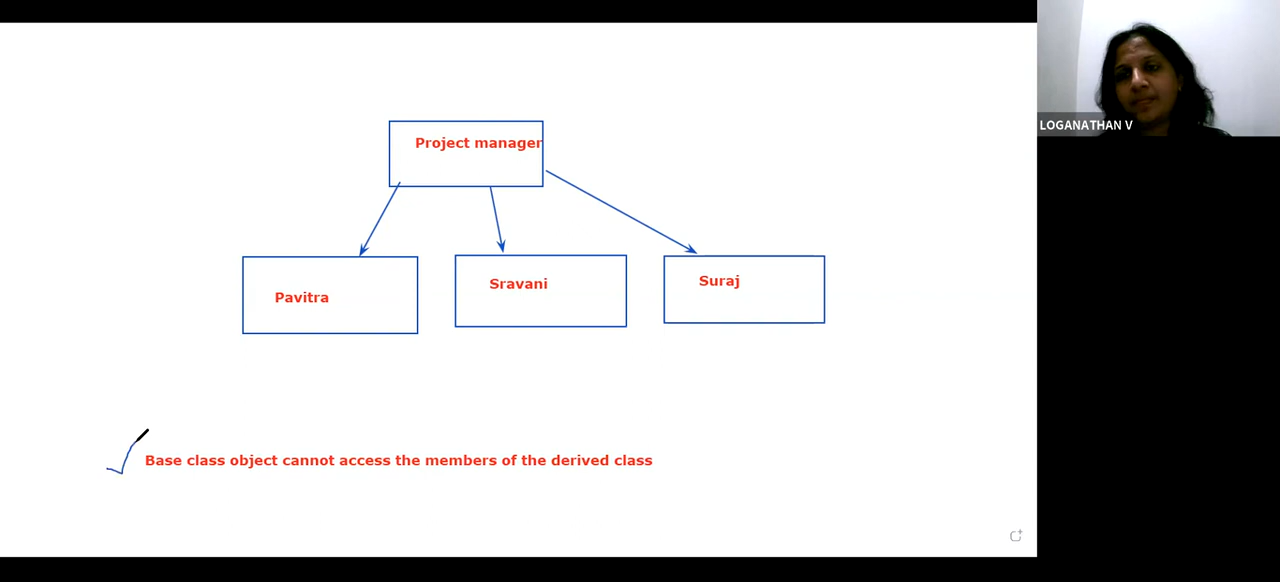 Project manager
Pavitra
Sravani
Suraj
Base class object cannot access the members of the derived class
LOGANATHAN V